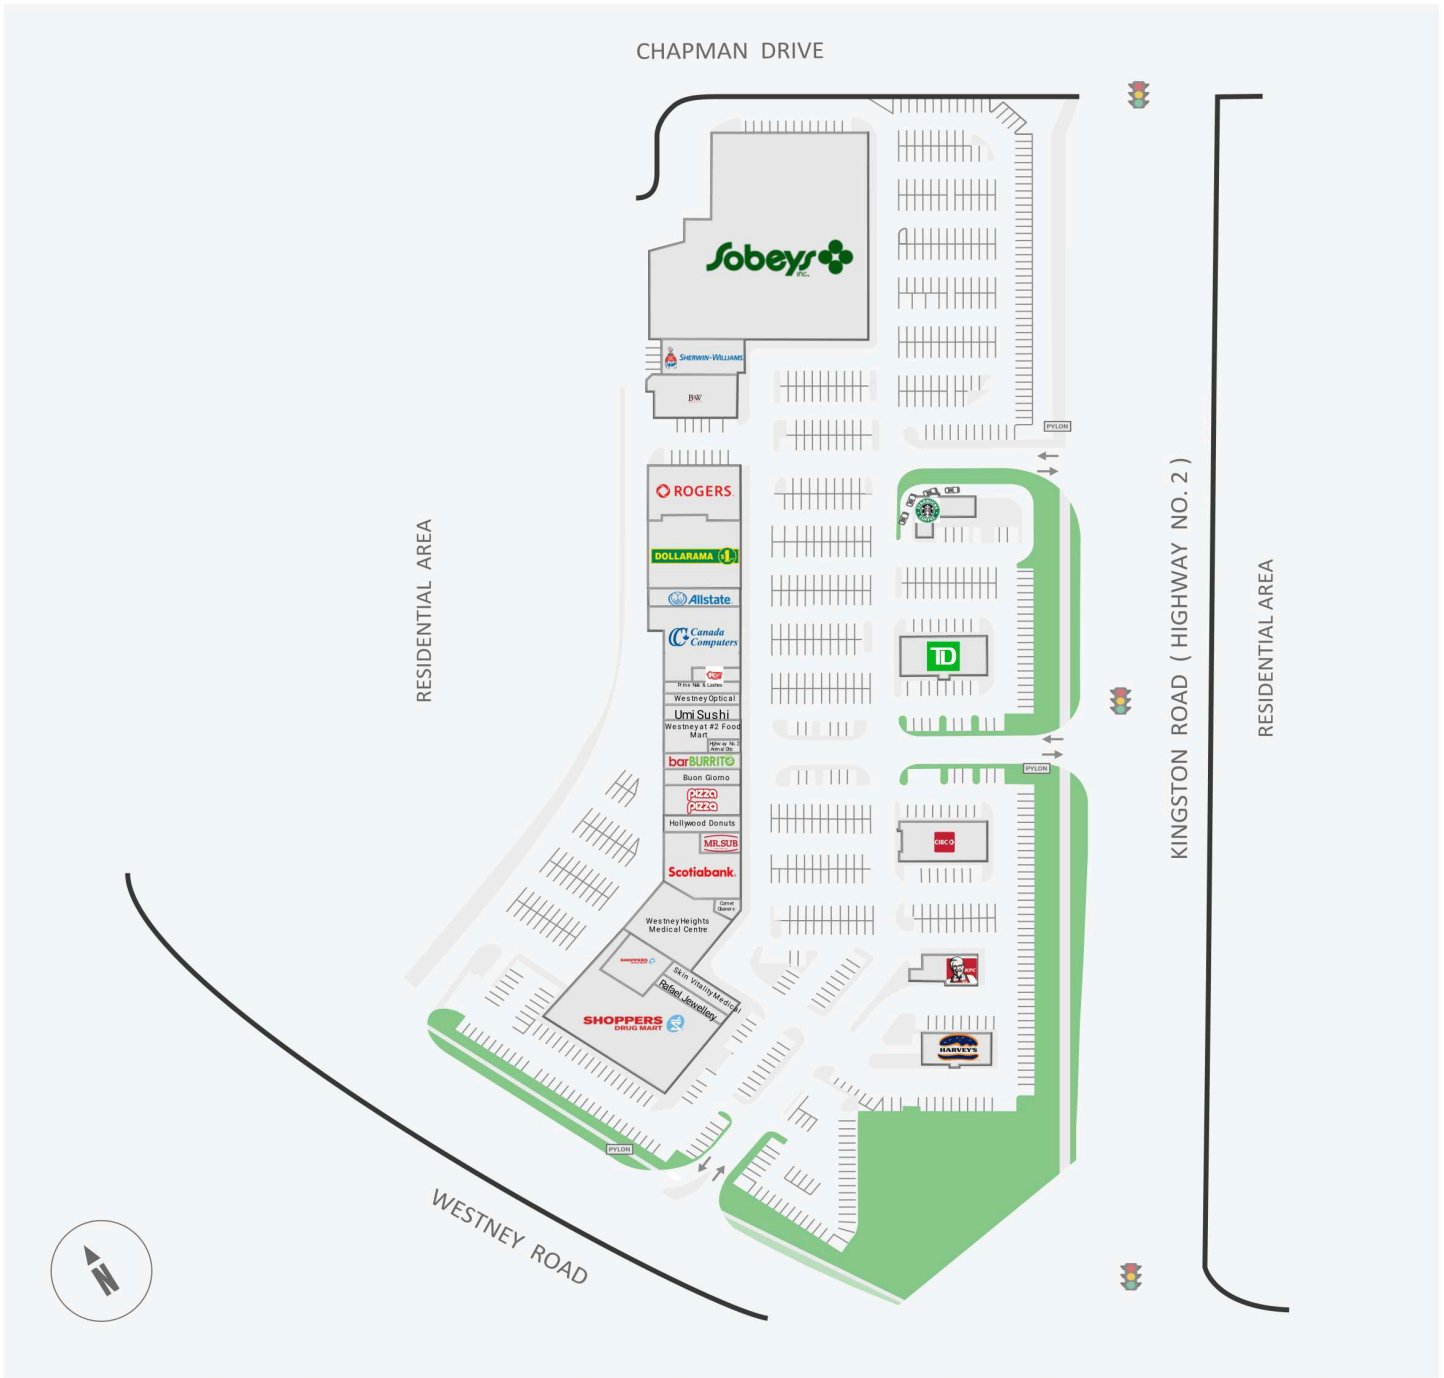 CHAPMAN DRIVE
Sobeys
INC.
SHERWIN-WILLIAMS
B&W
PYLON
ROGERS
DOLLARAMA
Allstate
Canada
Computers
TD
Westney Optical
Umi Sushi
Westney at #2 Food
Mart
barBURRITO
Buon Giorno
pizza
pizza
Hollywood Donuts
MR.SUB
Scotiabank
Westney Heights
Medical Centre
SHOPPERS
Skin Vitality Medical
Rafael Jewellery
SHOPPERS
DRUG MART
PYLON
CIBC
KFC
HARVEY'S
PYLON
RESIDENTIAL AREA
KINGSTON ROAD ( HIGHWAY NO. 2 )
RESIDENTIAL AREA
WESTNEY ROAD
N